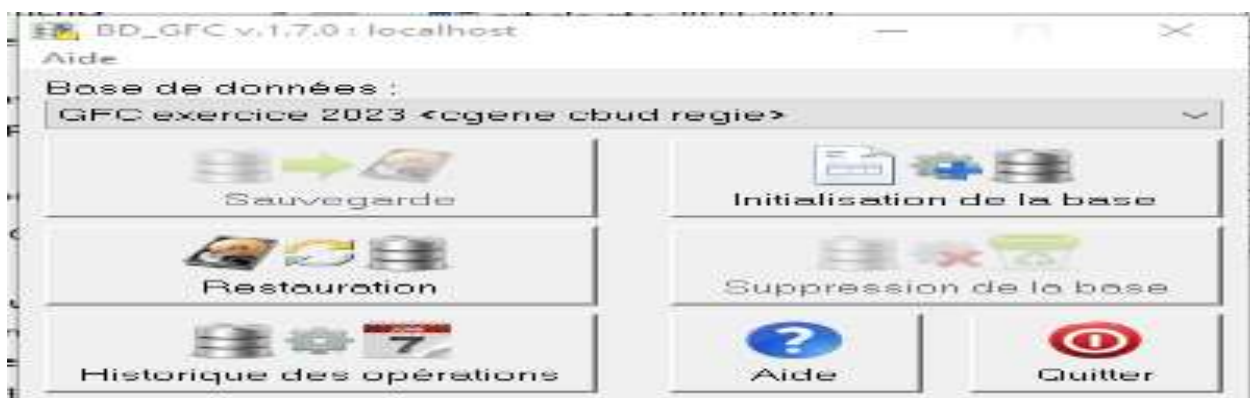 BD_GFC v.1.7.0 : localhost
Aide
Base de données :
GFC exercice 2023 <cgene cbud regie>
Sauvegarde
Initialisation de la base
Restauration
Suppression de la base
7
Historique des opérations
Aide
Quitter